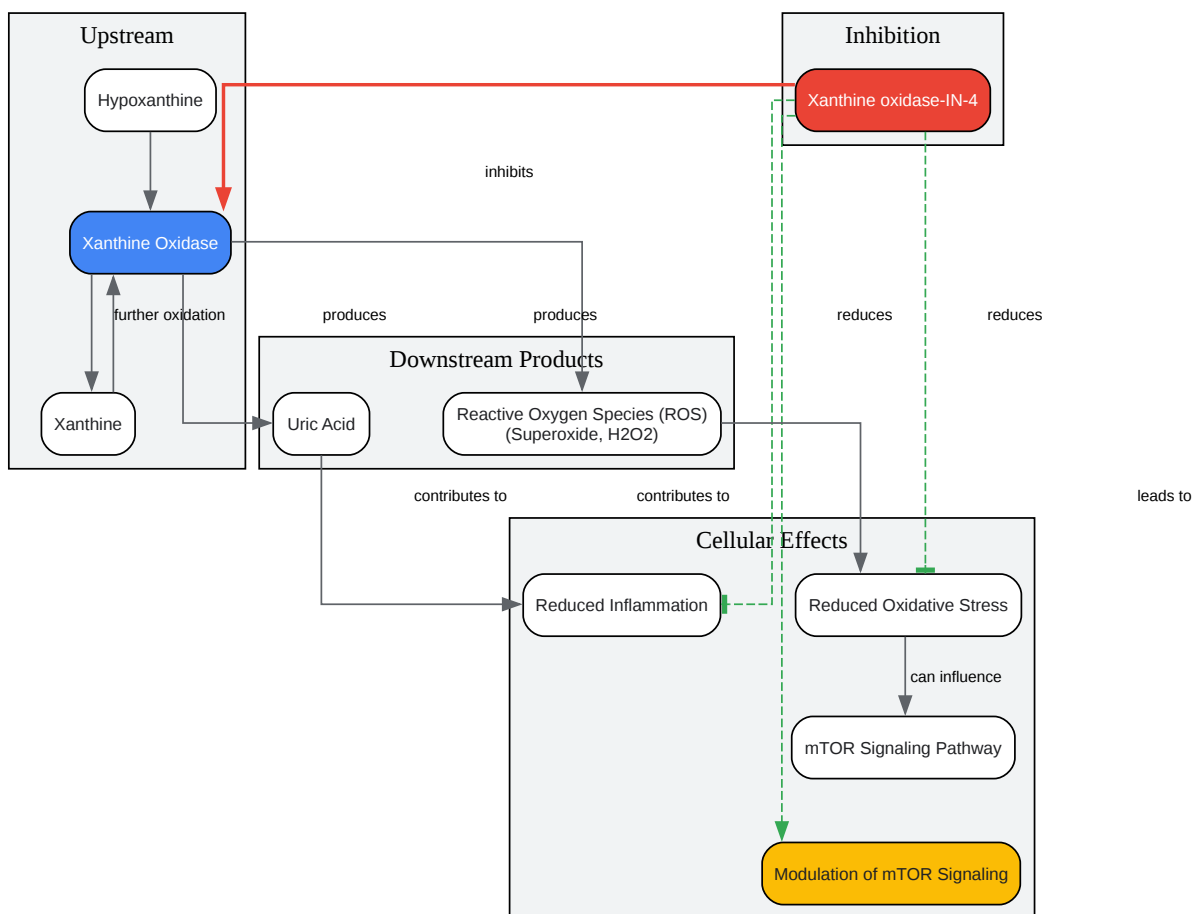 Upstream
Inhibition
Hypoxanthine
Xanthine oxidase-IN-4
inhibits
Xanthine Oxidase
further oxidation
produces
produces
reduces
reduces
Downstream Products
Xanthine
Uric Acid
Reactive Oxygen Species (ROS)
(Superoxide, H2O2)
contributes to
contributes to
leads to
Cellular Effects
Reduced Inflammation
Reduced Oxidative Stress
can influence
mTOR Signaling Pathway
Modulation of mTOR Signaling